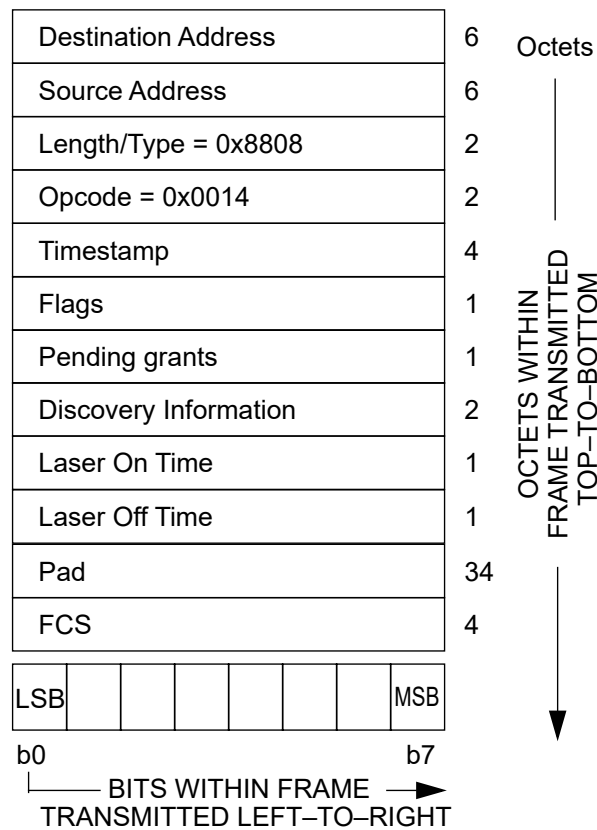 Destination Address 6 Octets
Source Address 6
Length/Type = 0x8808 2
Opcode = 0x0014 2
Timestamp 4
Flags 1
Pending grants 1
Discovery Information 2
Laser On Time 1
Laser Off Time 1
Pad 34
FCS 4
OCTETS WITHIN
FRAME TRANSMITTED
TOP–TO–BOTTOM
LSB MSB
b0 b7
BITS WITHIN FRAME
TRANSMITTED LEFT–TO–RIGHT